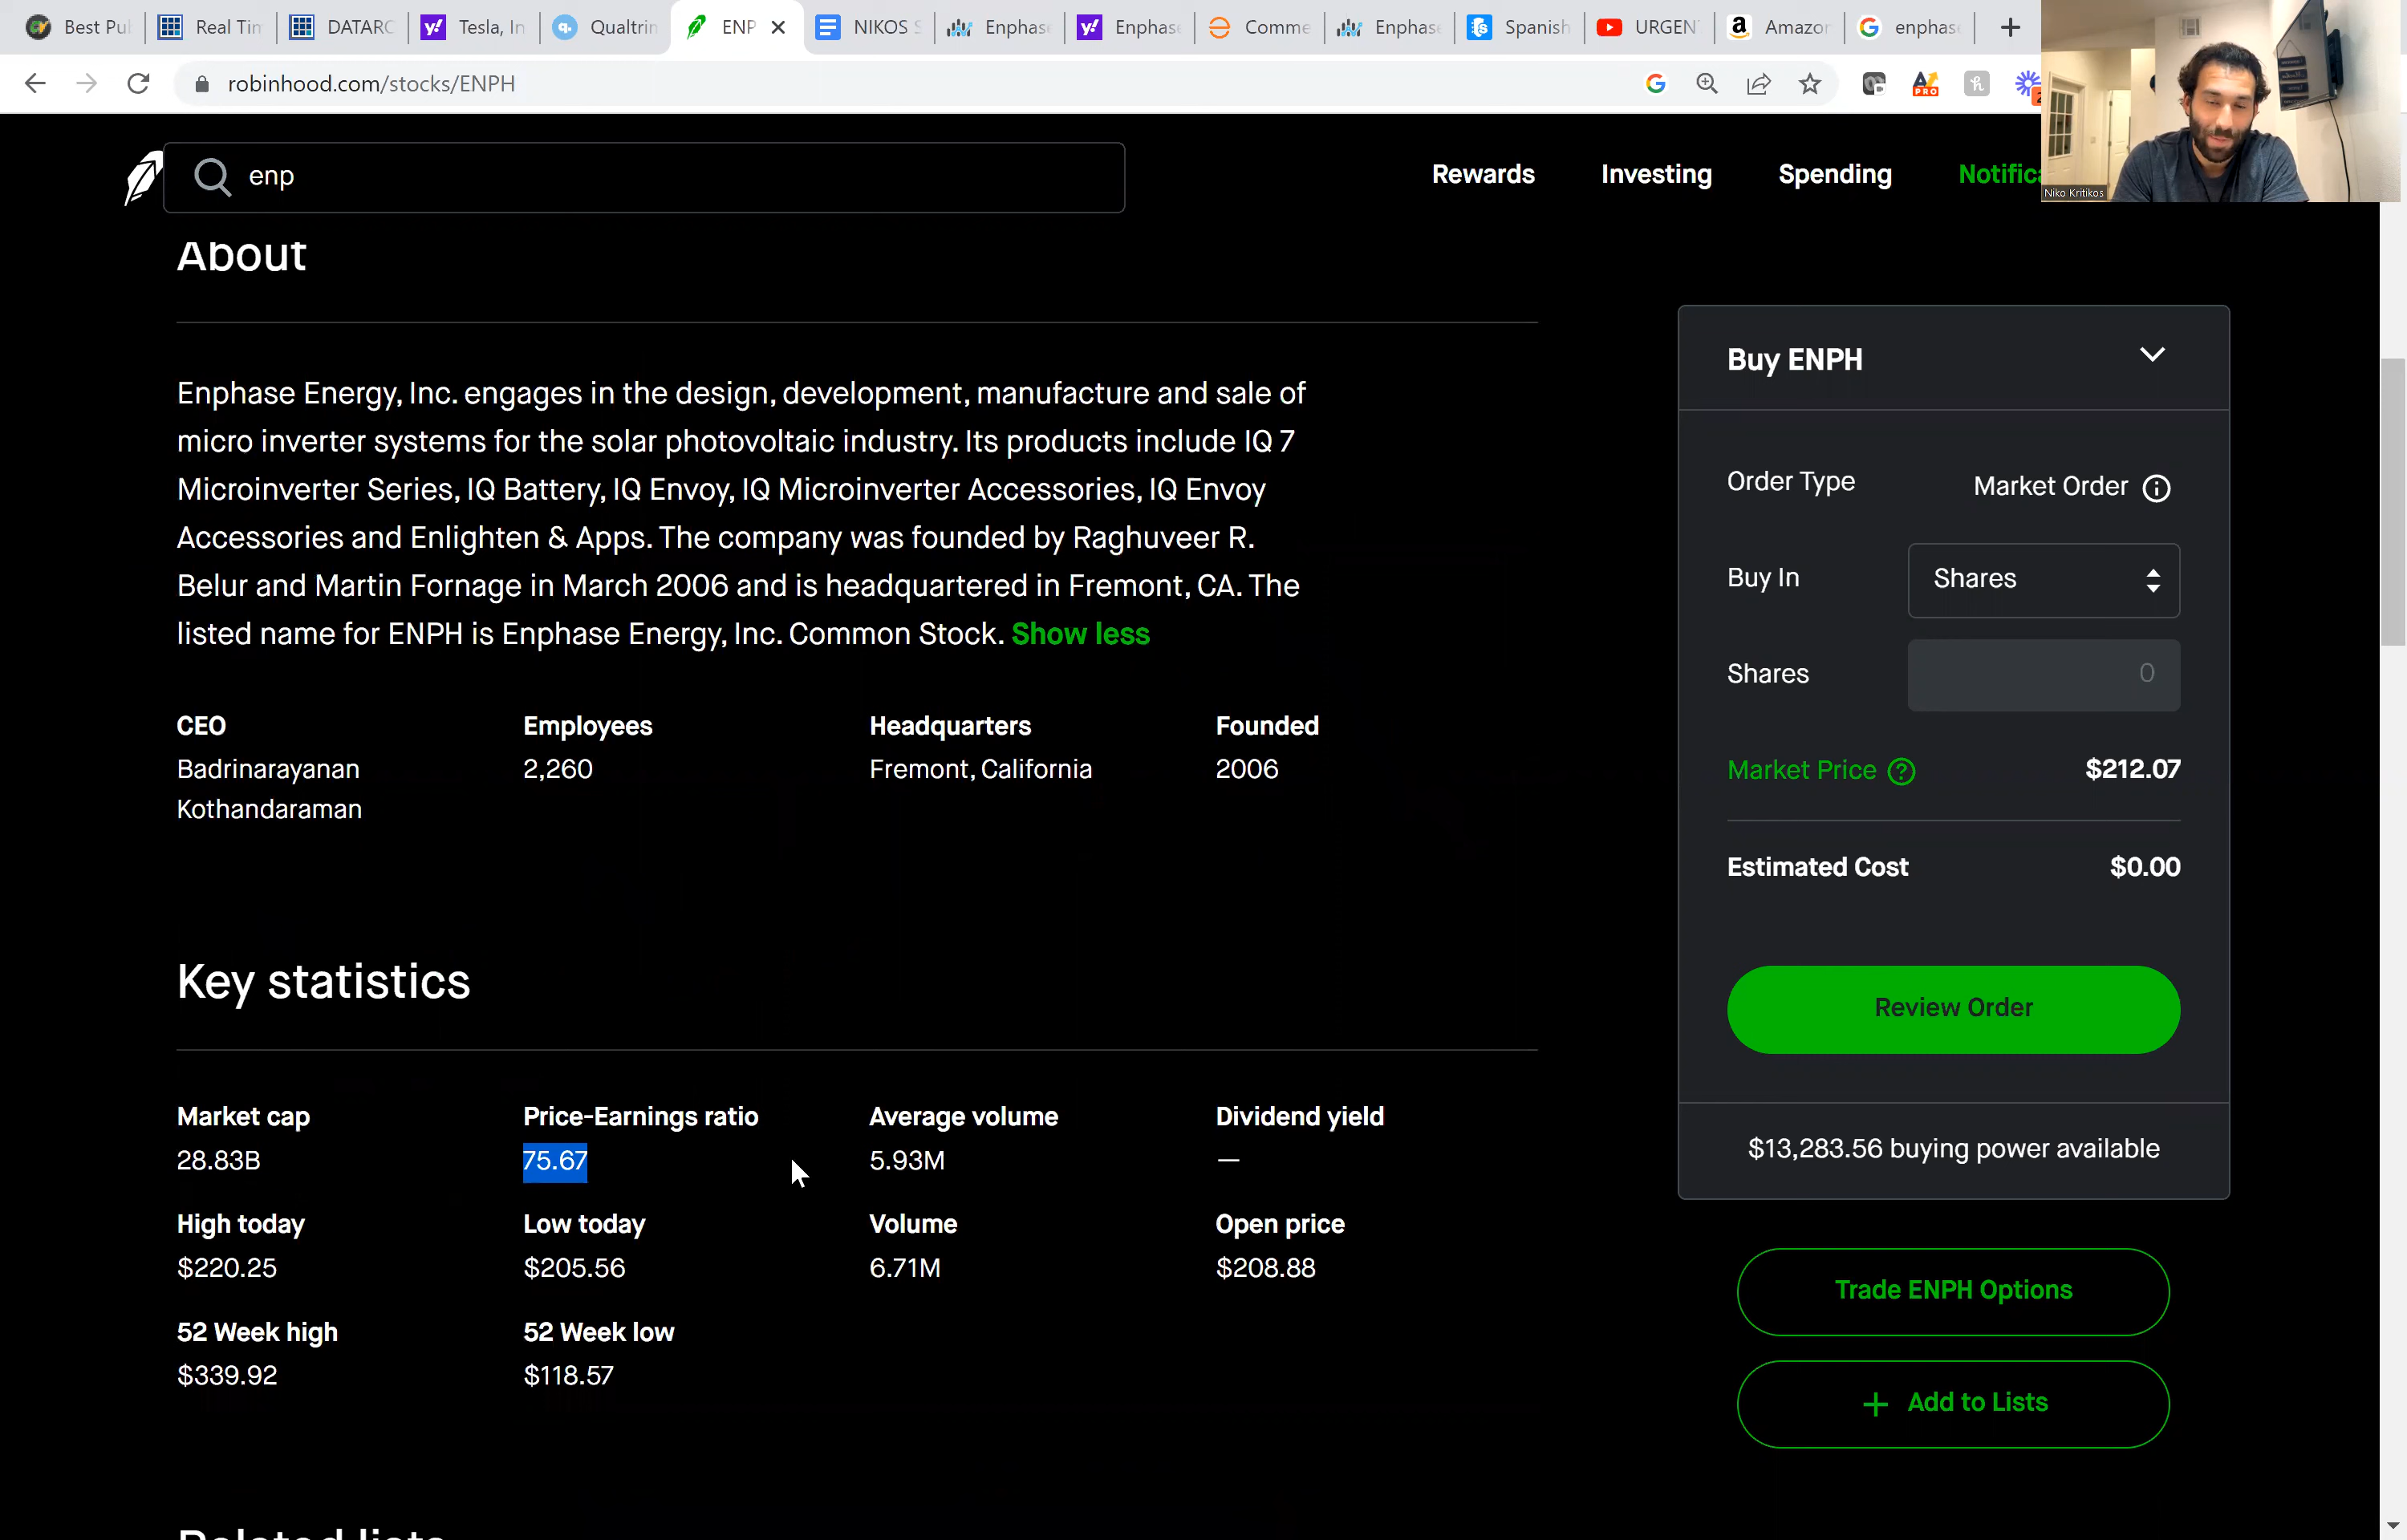 Best Pu
Real Tim
DATARO
Tesla, In
Qualtrim
ENP
NIKOS S
Enphase
Enphase
Comme
Enphase
Spanish
URGENT
Amazon
enphase
robinhood.com/stocks/ENPH
enp
Rewards
Investing
Spending
Notifica
Niko Kritikos
About
Enphase Energy, Inc. engages in the design, development, manufacture and sale of
micro inverter systems for the solar photovoltaic industry. Its products include IQ 7
Microinverter Series, IQ Battery, IQ Envoy, IQ Microinverter Accessories, IQ Envoy
Accessories and Enlighten & Apps. The company was founded by Raghuveer R.
Belur and Martin Fornage in March 2006 and is headquartered in Fremont, CA. The
listed name for ENPH is Enphase Energy, Inc. Common Stock. Show less
CEO
Badrinarayanan
Kothandaraman
Employees
2,260
Headquarters
Fremont, California
Founded
2006
Key statistics
Market cap
28.83B
Price-Earnings ratio
75.67
Average volume
5.93M
Dividend yield
—
High today
$220.25
Low today
$205.56
Volume
6.71M
Open price
$208.88
52 Week high
$339.92
52 Week low
$118.57
Related lists
Buy ENPH
Order Type
Market Order
Buy In
Shares
Shares
0
Market Price
$212.07
Estimated Cost
$0.00
Review Order
$13,283.56 buying power available
Trade ENPH Options
+ Add to Lists